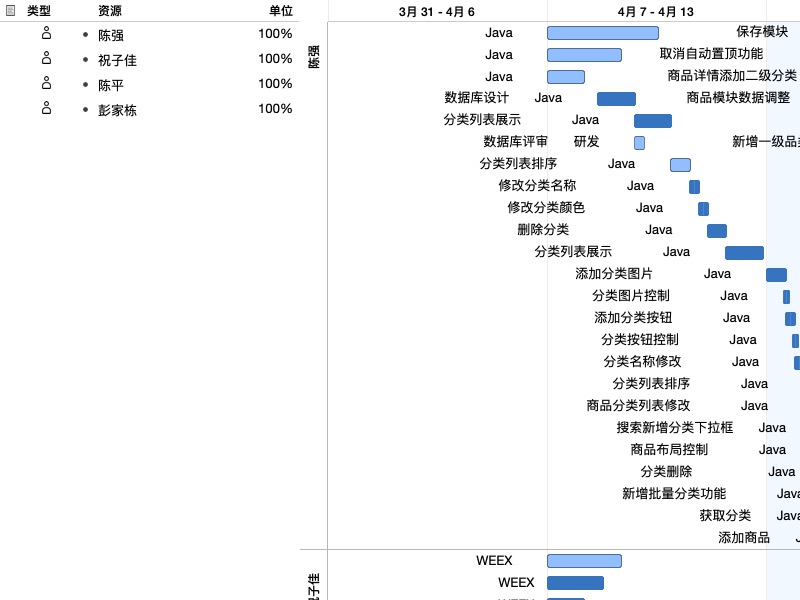 类型 资源 单位 3月 31 - 4月 6 4月 7 - 4月 13
陈强 100%
祝子佳 100%
陈平 100%
彭家栋 100%
陈强
Java 保存模块
Java 取消自动置顶功能
Java 商品详情添加二级分类
数据库设计 Java 商品模块数据调整
分类列表展示 Java
数据库评审 研发 新增一级品
分类列表排序 Java
修改分类名称 Java
修改分类颜色 Java
删除分类 Java
分类列表展示 Java
添加分类图片 Java
分类图片控制 Java
添加分类按钮 Java
分类按钮控制 Java
分类名称修改 Java
分类列表排序 Java
商品分类列表修改 Java
搜索新增分类下拉框 Java
商品布局控制 Java
分类删除 Java
新增批量分类功能 Java
获取分类 Java
添加商品
祝子佳
WEEX
WEEX